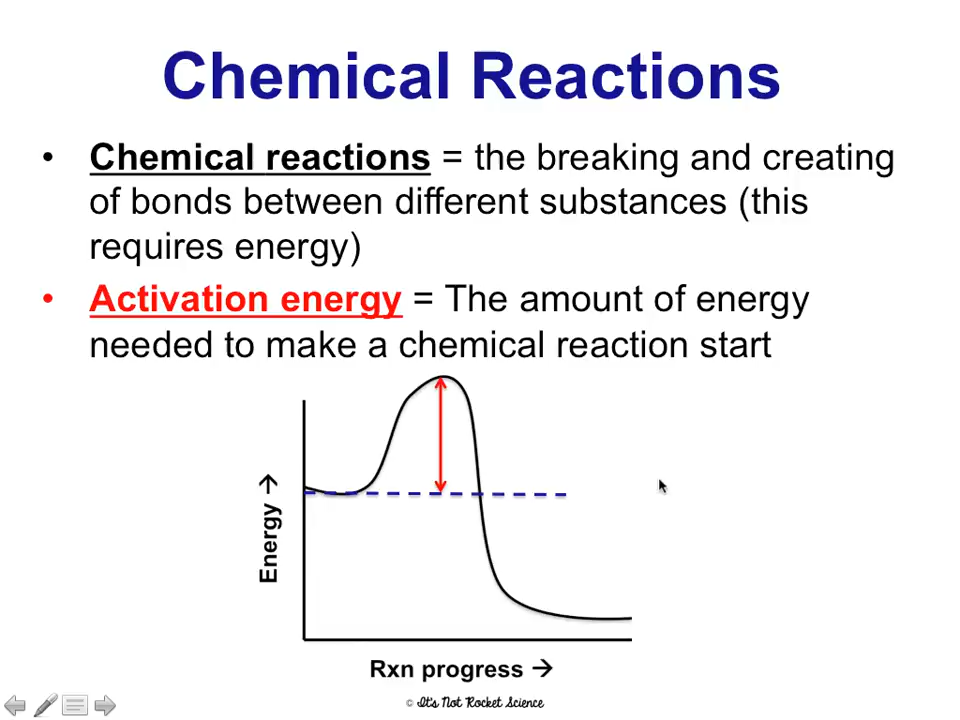 Chemical Reactions
• Chemical reactions = the breaking and creating
of bonds between different substances (this
requires energy)
• Activation energy = The amount of energy
needed to make a chemical reaction start
Energy →
Rxn progress →
© It's Not Rocket Science